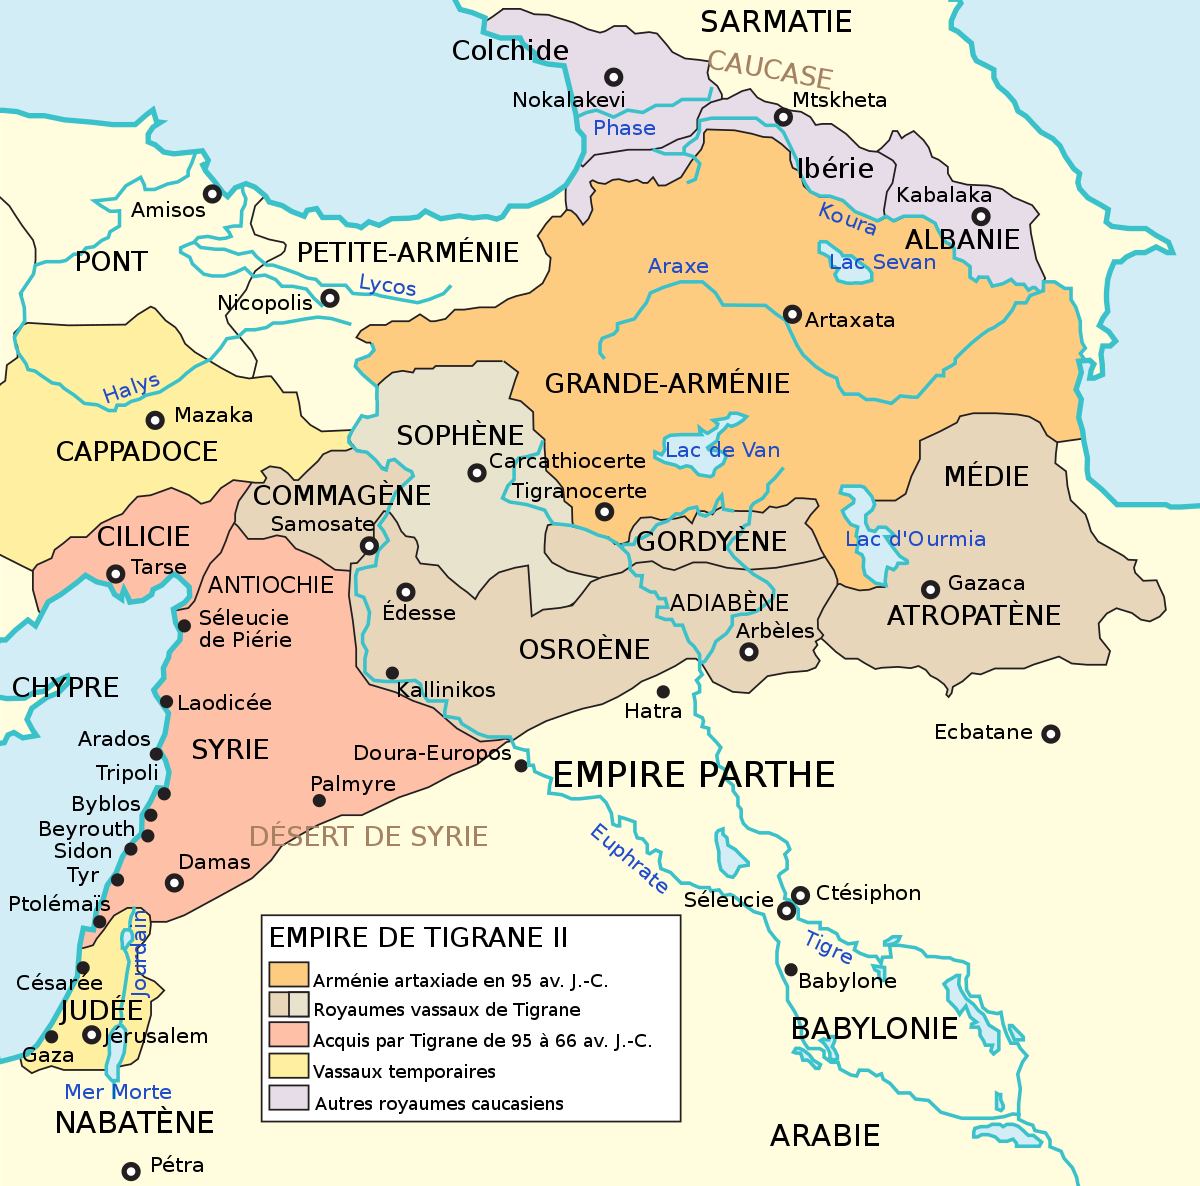 SARMATIE
Colchide
CAUCASE
Nokalakevi
Mtskheta
Phase
Ibérie
Kabalaka
Amisos
Koura
ALBANIE
PONT
PETITE-ARMÉNIE
Araxe
Lac Sevan
Lycos
Nicopolis
Artaxata
Halys
GRANDE-ARMÉNIE
Mazaka
SOPHÈNE
CAPPADOCE
Lac de Van
Carcathiocerte
MÉDIE
COMMAGÈNE
Tigranocerte
Samosate
CILICIE
GORDYÈNE
Lac d'Ourmia
Tarse
ANTIOCHIE
Gazaca
Édesse
ADIABÈNE
ATROPATÈNE
Séleucie
de Piérie
Arbèles
OSROÈNE
CHYPRE
Kallinikos
Laodicée
Hatra
Arados
Ecbatane
SYRIE
Doura-Europos
Tripoli
EMPIRE PARTHE
Palmyre
Byblos
Beyrouth
DÉSERT DE SYRIE
Sidon
Euphrate
Damas
Tyr
Séleucie
Ctésiphon
Ptolémaïs
Jourdain
Tigre
Césarée
Babylone
JUDÉE
Jérusalem
BABYLONIE
Gaza
Mer Morte
NABATÈNE
ARABIE
Pétra
EMPIRE DE TIGRANE II
Arménie artaxiade en 95 av. J.-C.
Royaumes vassaux de Tigrane
Acquis par Tigrane de 95 à 66 av. J.-C.
Vassaux temporaires
Autres royaumes caucasiens